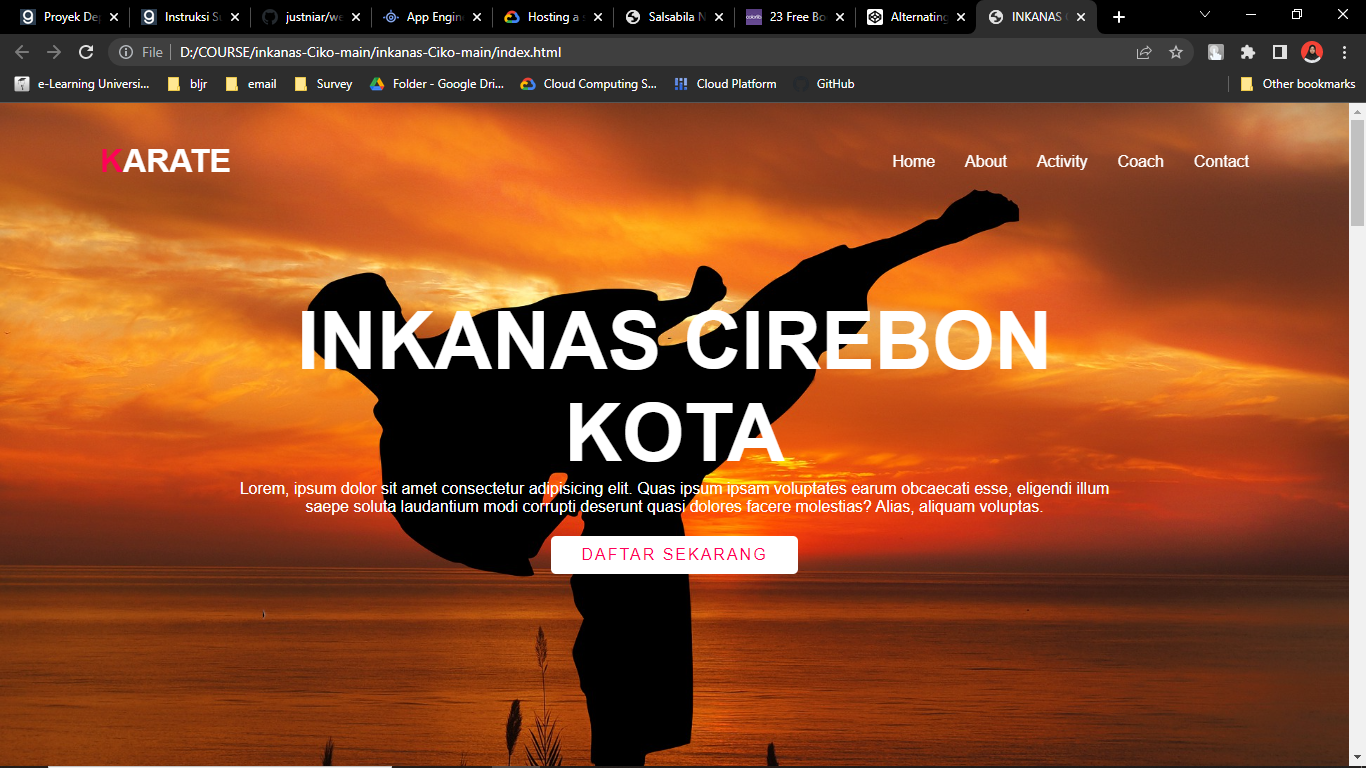 Proyek De
Instruksi S
justniar/we
App Engin
Hosting a s
Salsabila N
23 Free Bo
Alternating
INKANAS C
File
D:/COURSE/inkanas-Ciko-main/inkanas-Ciko-main/index.html
e-Learning Universi...
bljr
email
Survey
Folder - Google Dri...
Cloud Computing S...
Cloud Platform
GitHub
Other bookmarks
KARATE
Home About Activity Coach Contact
INKANAS CIREBON
KOTA
Lorem, ipsum dolor sit amet consectetur adipisicing elit. Quas ipsum ipsam voluptates earum obcaecati esse, eligendi illum
saepe soluta laudantium modi corrupti deserunt quasi dolores facere molestias? Alias, aliquam voluptas.
DAFTAR SEKARANG